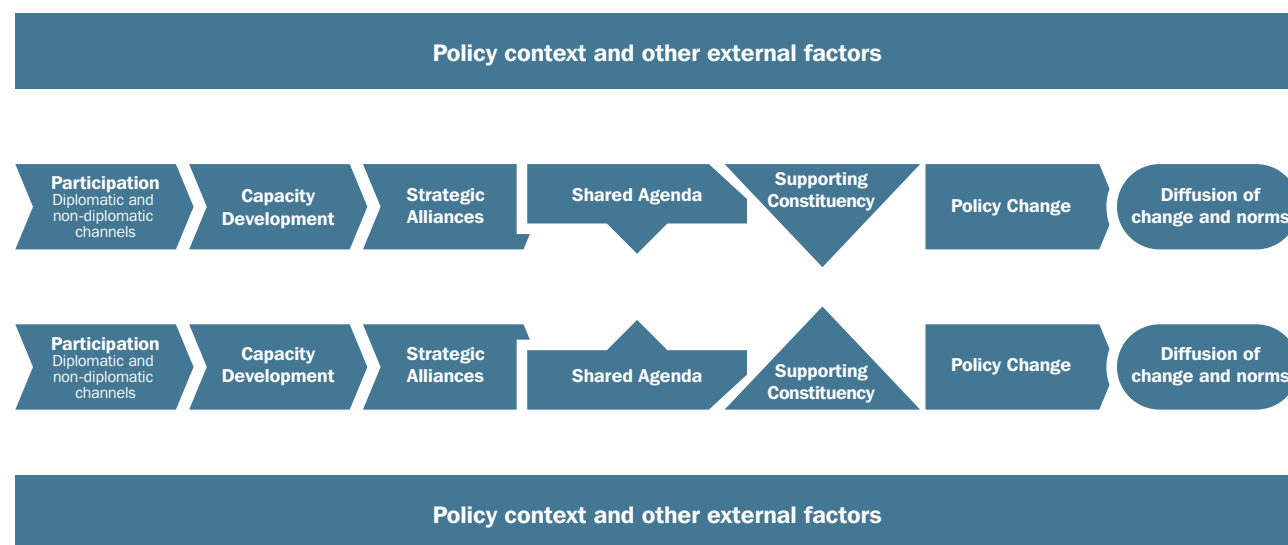 Policy context and other external factors
Participation
Diplomatic and
non-diplomatic
channels
Capacity
Development
Strategic
Alliances
Shared Agenda
Supporting
Constituency
Policy Change
Diffusion of
change and norms
Participation
Diplomatic and
non-diplomatic
channels
Capacity
Development
Strategic
Alliances
Shared Agenda
Supporting
Constituency
Policy Change
Diffusion of
change and norms
Policy context and other external factors